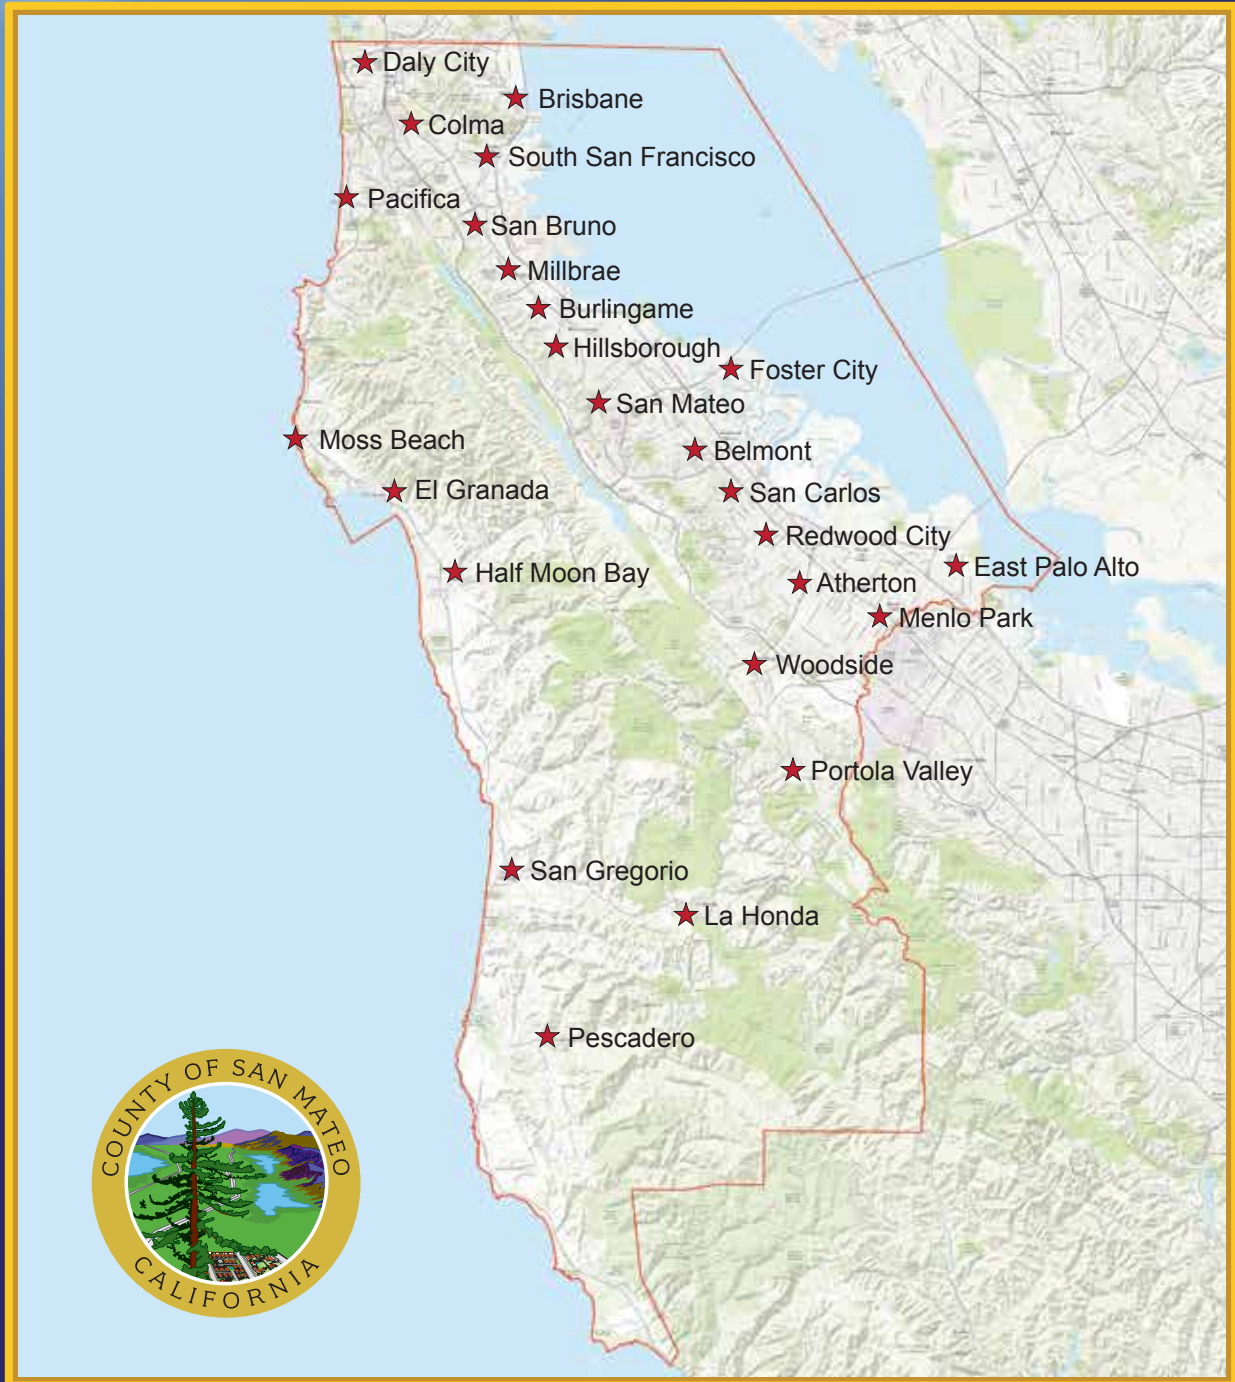 Daly City
Brisbane
Colma
South San Francisco
Pacifica
San Bruno
Millbrae
Burlingame
Hillsborough
Foster City
San Mateo
Moss Beach
Belmont
El Granada
San Carlos
Redwood City
East Palo Alto
Half Moon Bay
Atherton
Menlo Park
Woodside
Portola Valley
San Gregorio
La Honda
Pescadero
COUNTY OF SAN MATEO
CALIFORNIA